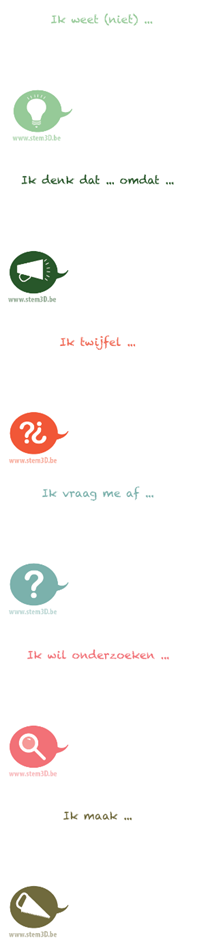 Ik weet (niet) ...
www.stem3D.be
Ik denk dat ... omdat ...
www.stem3D.be
Ik twijfel ...
??
www.stem3D.be
Ik vraag me af ...
?
www.stem3D.be
Ik wil onderzoeken ...
www.stem3D.be
Ik maak ...
www.stem3D.be